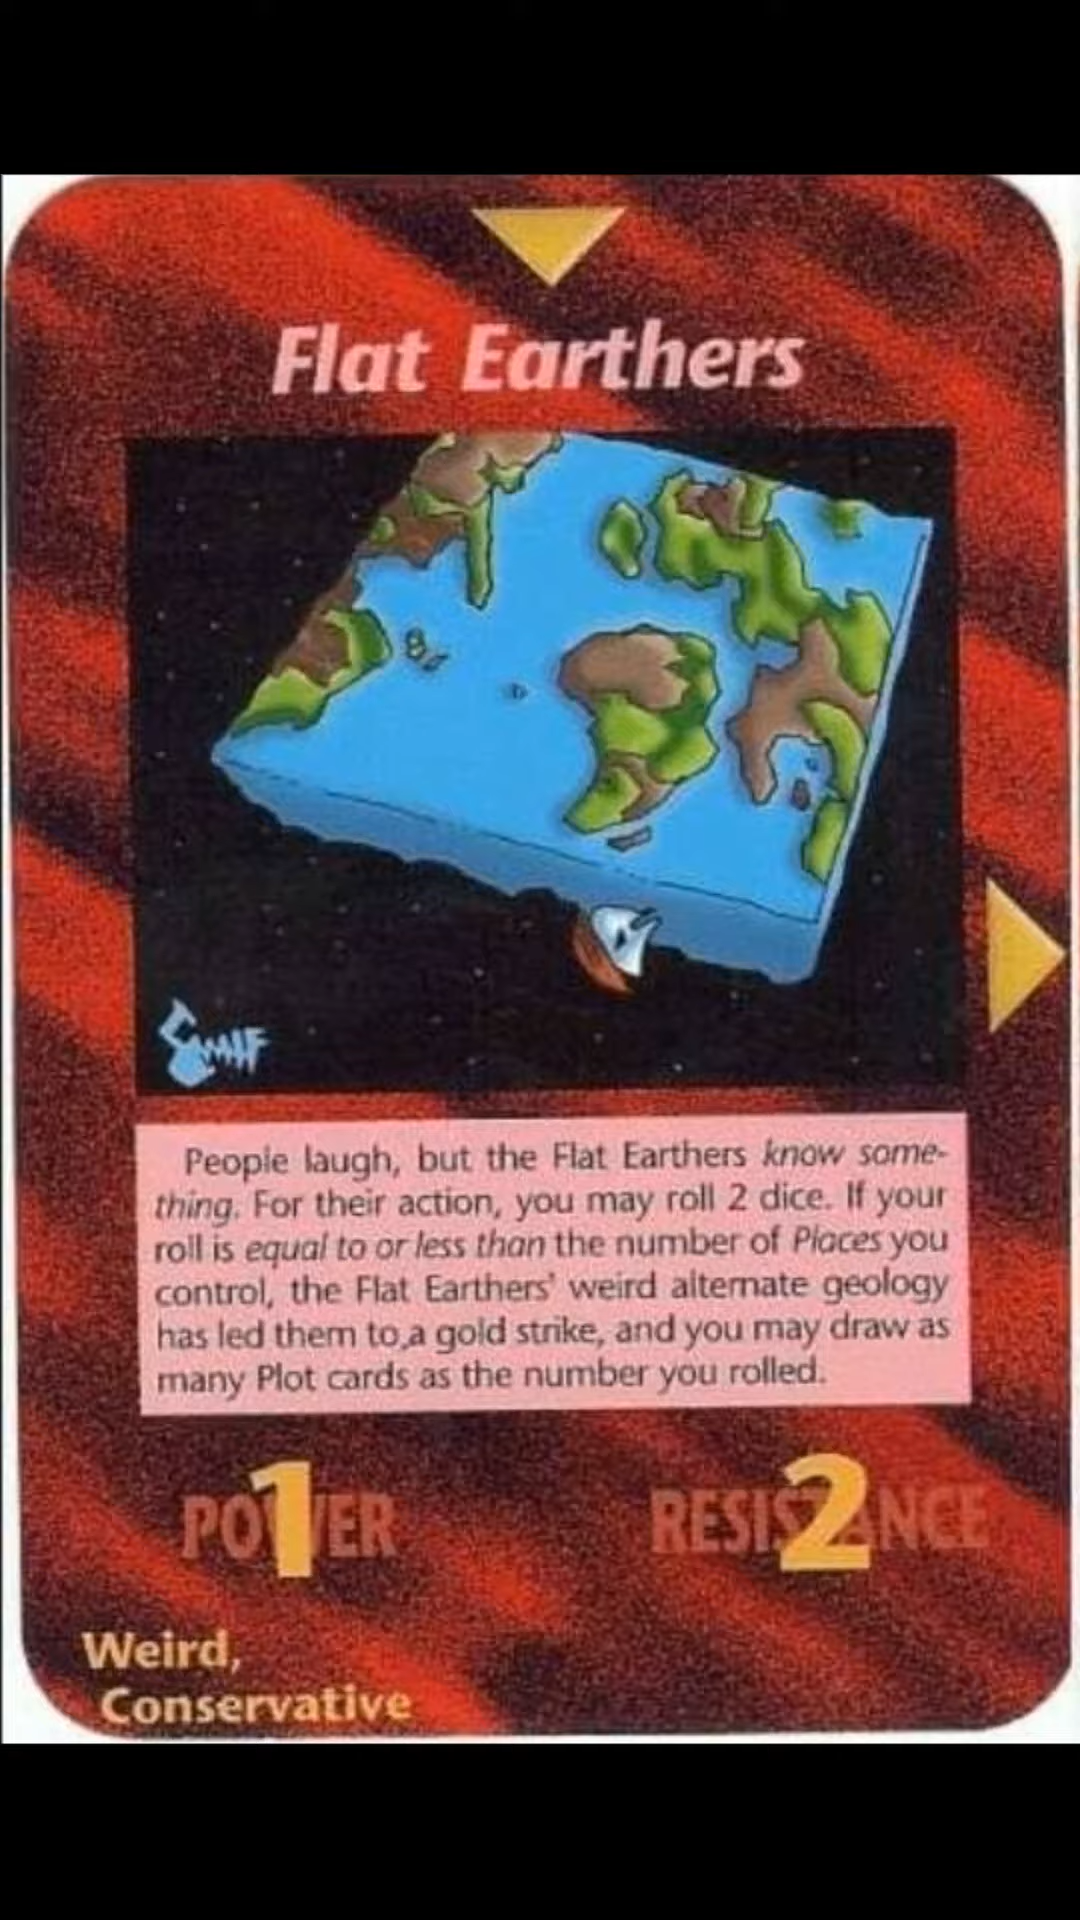 Flat Earthers
People laugh, but the Flat Earthers know some-
thing. For their action, you may roll 2 dice. If your
roll is equal to or less than the number of Places you
control, the Flat Earthers' weird alternate geology
has led them to a gold strike, and you may draw as
many Plot cards as the number you rolled.
POWER 1
RESISTANCE 2
Weird,
Conservative